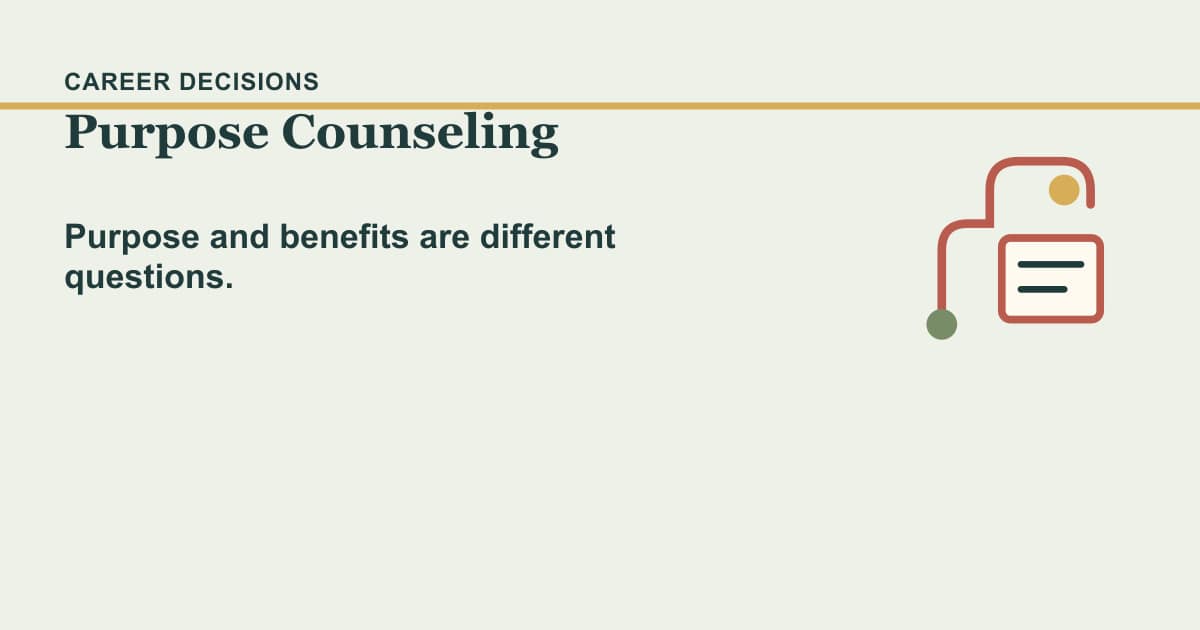 CAREER DECISIONS
Purpose Counseling
Purpose and benefits are different
questions.